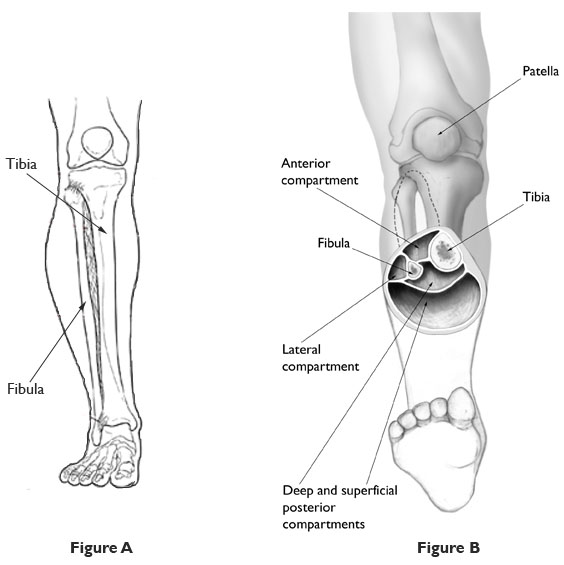 Tibia
Fibula
Figure A
Patella
Anterior
compartment
Tibia
Fibula
Lateral
compartment
Deep and superficial
posterior
compartments
Figure B